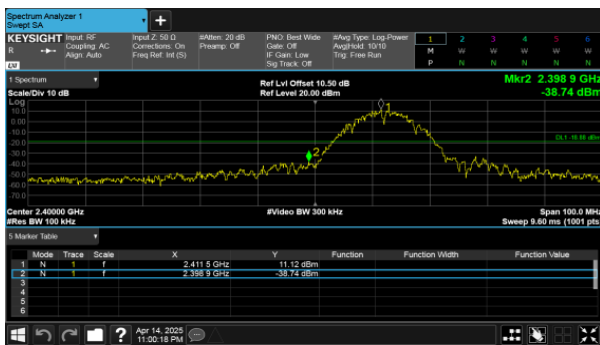 Spectrum Analyzer 1
Swept SA
+
KEYSIGHT Input: RF Input Z: 50 Ω #Atten: 20 dB PNO: Best Wide #Avg Type: Log-Power 1 2 3 4 5 6
R Coupling: AC Corrections: On Preamp: Off Gate: Off Avg|Hold: 10/10 M W W W W W
Align: Auto Freq Ref: Int (S) IF Gain: Low Trig: Free Run P N N N N N
Sig Track: Off
1 Spectrum Ref Lvl Offset 10.50 dB Mkr2 2.398 9 GHz
Scale/Div 10 dB Ref Level 20.00 dBm -38.74 dBm
Log
10.0
0.00
-10.0
-20.0
-30.0
-40.0
-50.0
-60.0
-70.0
1
2
Center 2.40000 GHz #Video BW 300 kHz Span 100.0 MHz
#Res BW 100 kHz Sweep 9.60 ms (1001 pts)
5 Marker Table
Mode Trace Scale X Y Function Function Width Function Value
1 N 1 f 2.411 5 GHz 11.12 dBm
2 N 1 f 2.398 9 GHz -38.74 dBm
3
4
5
6
? Apr 14, 2025
11:00:18 PM